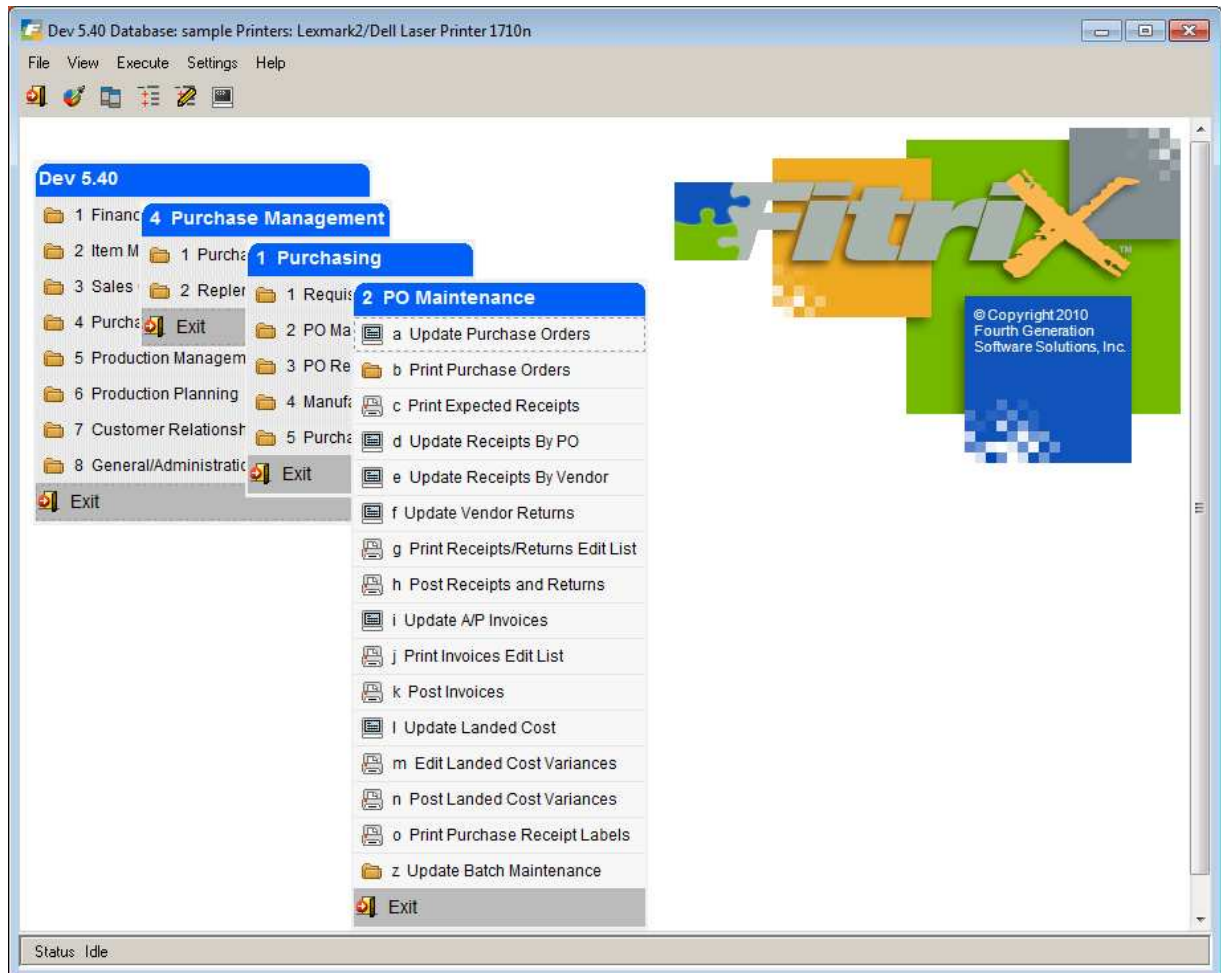 Dev 5.40 Database: sample Printers: Lexmark2/Dell Laser Printer 1710n
File View Execute Settings Help
Dev 5.40
1 Financ
2 Item M
3 Sales
4 Purcha
5 Production Managem
6 Production Planning
7 Customer Relationsh
8 General/Administratio
Exit
4 Purchase Management
1 Purcha
2 Repler
Exit
1 Purchasing
1 Requis
2 PO Ma
3 PO Re
4 Manufa
5 Purcha
Exit
2 PO Maintenance
a Update Purchase Orders
b Print Purchase Orders
c Print Expected Receipts
d Update Receipts By PO
e Update Receipts By Vendor
f Update Vendor Returns
g Print Receipts/Returns Edit List
h Post Receipts and Returns
i Update A/P Invoices
j Print Invoices Edit List
k Post Invoices
l Update Landed Cost
m Edit Landed Cost Variances
n Post Landed Cost Variances
o Print Purchase Receipt Labels
z Update Batch Maintenance
Exit
FitriX™
© Copyright 2010
Fourth Generation
Software Solutions, Inc.
Status Idle